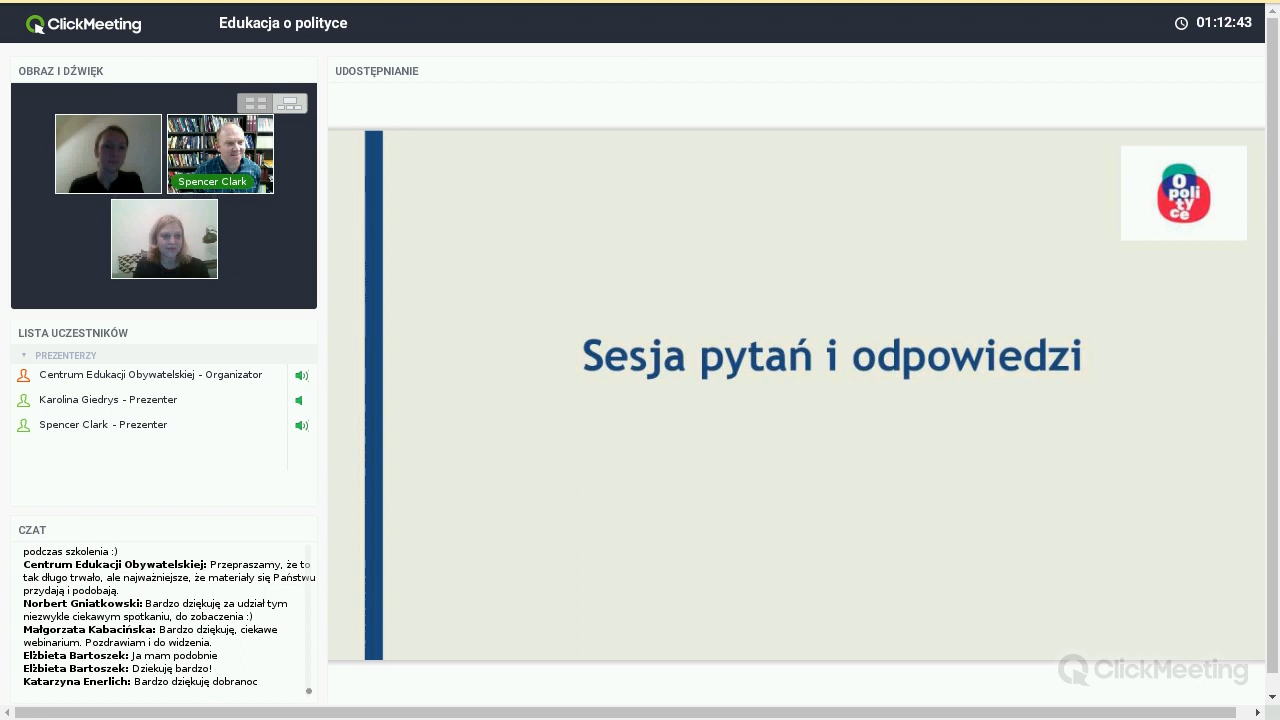 ClickMeeting
Edukacja o polityce
01:12:43
OBRAZ I DŹWIĘK
UDOSTĘPNIANIE
Spencer Clark
O
poli
ty
ce
Sesja pytań i odpowiedzi
LISTA UCZESTNIKÓW
PREZENTERZY
Centrum Edukacji Obywatelskiej - Organizator
Karolina Giedrys - Prezenter
Spencer Clark - Prezenter
CZAT
podczas szkolenia :)
Centrum Edukacji Obywatelskiej: Przepraszamy, że to
tak długo trwało, ale najważniejsze, że materiały się Państwu
przydają i podobają.
Norbert Gniatkowski: Bardzo dziękuję za udział tym
niezwykle ciekawym spotkaniu, do zobaczenia :)
Małgorzata Kabacińska: Bardzo dziękuję, ciekawe
webinarium. Pozdrawiam i do widzenia.
Elżbieta Bartoszek: Ja mam podobnie
Elżbieta Bartoszek: Dziekuję bardzo!
Katarzyna Enerlich: Bardzo dziękuję dobranoc
ClickMeeting